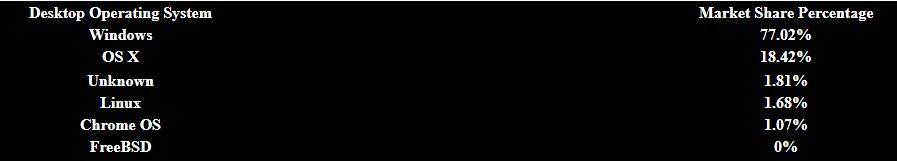 Desktop Operating System Market Share Percentage
Windows 77.02%
OS X 18.42%
Unknown 1.81%
Linux 1.68%
Chrome OS 1.07%
FreeBSD 0%